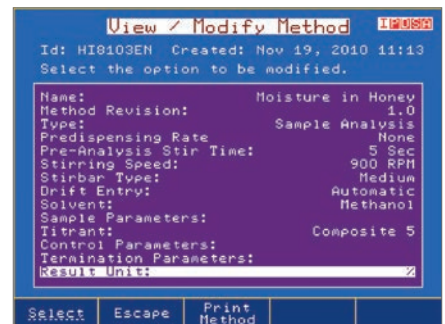 View / Modify Method
Id: HI8103EN Created: Nov 19, 2010 11:13
Select the option to be modified.
Name: Moisture in Honey
Method Revision: 1.0
Type: Sample Analysis
Predispensing Rate None
Pre-Analysis Stir Time: 5 Sec
Stirring Speed: 900 RPM
Stirbar Type: Medium
Drift Entry: Automatic
Solvent: Methanol
Sample Parameters:
Titrant: Composite 5
Control Parameters:
Termination Parameters:
Result Unit: %
Select Escape Print Method